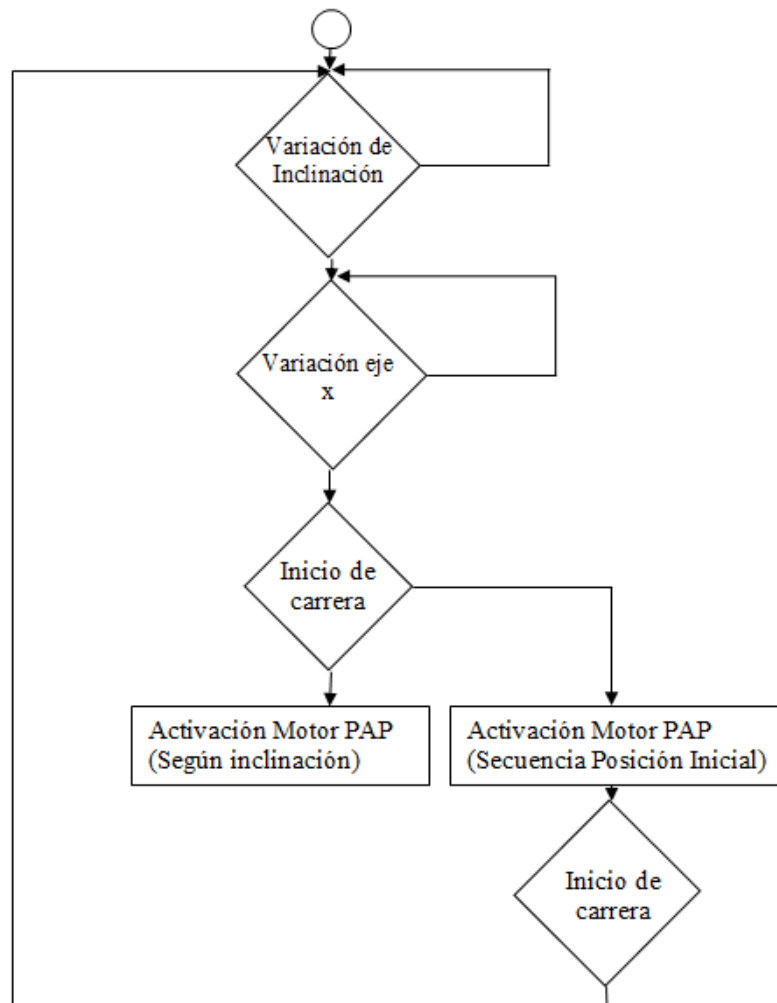 Variación de
Inclinación
Variación eje
x
Inicio de
carrera
Activación Motor PAP
(Según inclinación)
Activación Motor PAP
(Secuencia Posición Inicial)
Inicio de
carrera